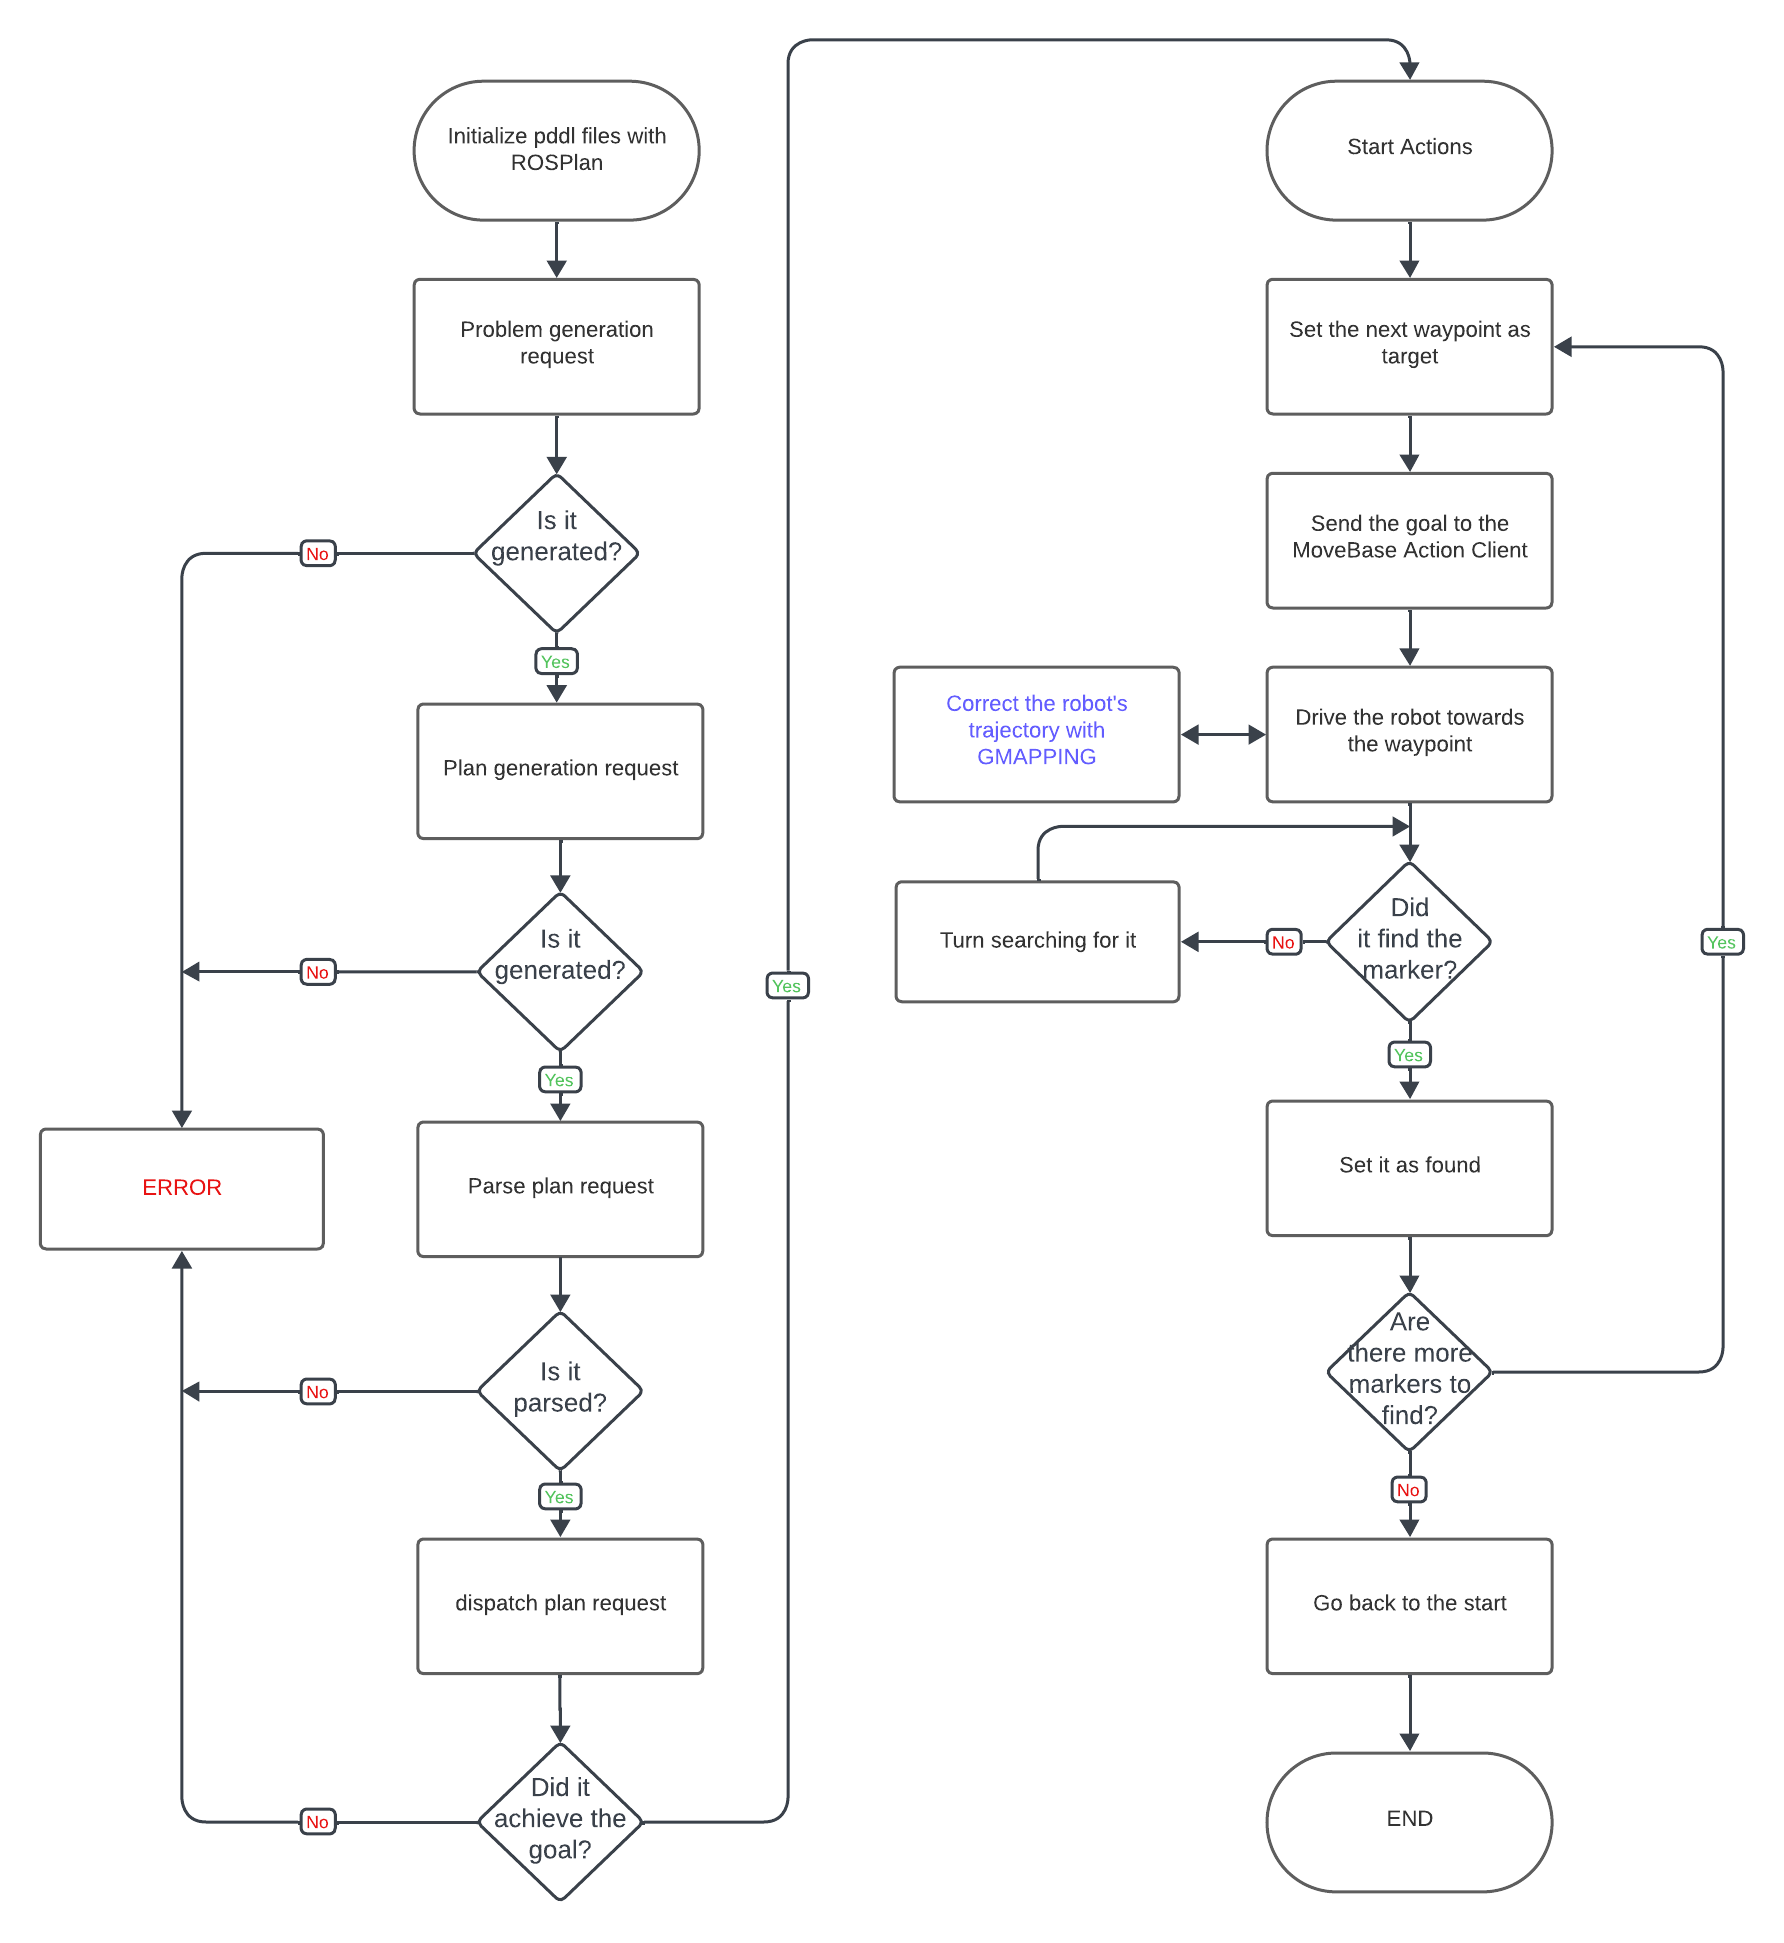 Initialize pddl files with
ROSPlan
Problem generation
request
Is it
generated?
No
Yes
Plan generation request
Is it
generated?
No
Yes
ERROR
Parse plan request
Is it
parsed?
No
Yes
dispatch plan request
Did it
achieve the
goal?
No
Yes
Start Actions
Set the next waypoint as
target
Send the goal to the
MoveBase Action Client
Correct the robot's
trajectory with
GMAPPING
Drive the robot towards
the waypoint
Turn searching for it
No
Did
it find the
marker?
Yes
Yes
Set it as found
Are
there more
markers to
find?
No
Go back to the start
END